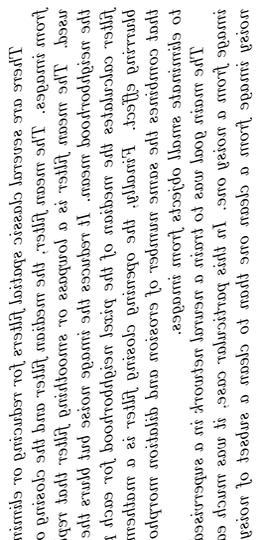 There are several classic spatial filters for reducing or eliminatin
from images. The mean filter, the median filter and the closing o
used. The mean filter is a lowpass or smoothing filter that rep
the neighborhood mean. It reduces the image noise but blurs the
filter calculates the median of the pixel neighborhood for each
blurring effect. Finally, the opening closing filter is a mathem
that combines the same number of erosion and dilation morpho
to eliminate small objects from images.
The main goal was to train a neural network in a supervise
image from a noisy one. In this particular case, it was much ea
noisy image from a clean one than to clean a subset of noisy